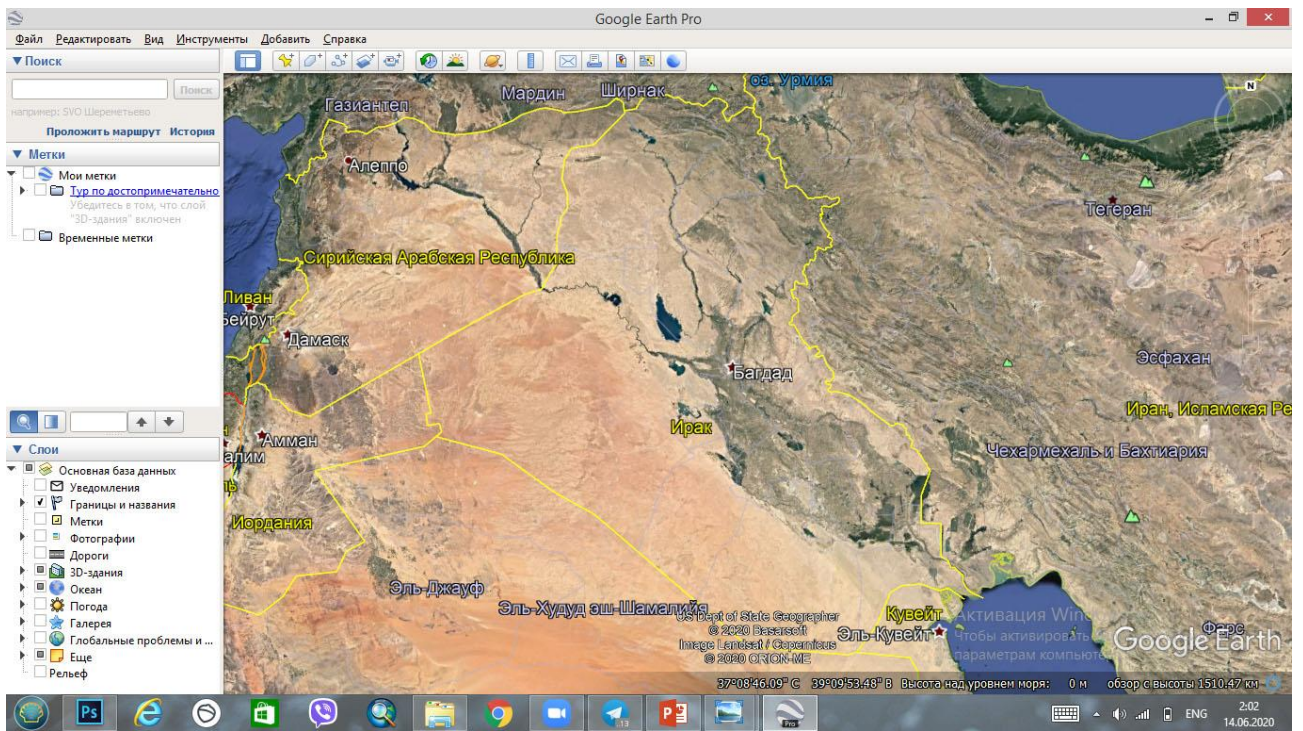 Google Earth Pro
Файл Редактировать Вид Инструменты Добавить Справка
Поиск
Поиск
например: SVO Шереметьево
Проложить маршрут История
Метки
Мои метки
Тур по достопримечательно
Убедитесь в том, что слой
"3D-здания" включен
Временные метки
Слои
Основная база данных
Уведомления
Границы и названия
Метки
Фотографии
Дороги
3D-здания
Океан
Погода
Галерея
Глобальные проблемы и ...
Еще
Рельеф
оз. Урмия
Мардин Ширнак
Газиантеп
N
Алеппо
Тегеран
Сирийская Арабская Республика
Ливан
Бейрут
Дамаск
Эсфахан
Багдад
Иран, Исламская Ре
Ирак
Амман
Чехармехаль и Бахтиария
алим
Иордания
Эль-Джауф
Эль-Худуд эш-Шамалийя
US Dept of State Geographer
© 2020 Basarsoft
Image Landsat / Copernicus
© 2020 ORION-ME
Кувейт
Эль-Кувейт
Активация Win
Чтобы активировать
параметрам компьют
Фарс
Google Earth
37°08'46.09" С 39°09'53.48" В Высота над уровнем моря: 0 м обзор с высоты 1510.47 км
Ps
13
Pro
ENG
2:02
14.06.2020